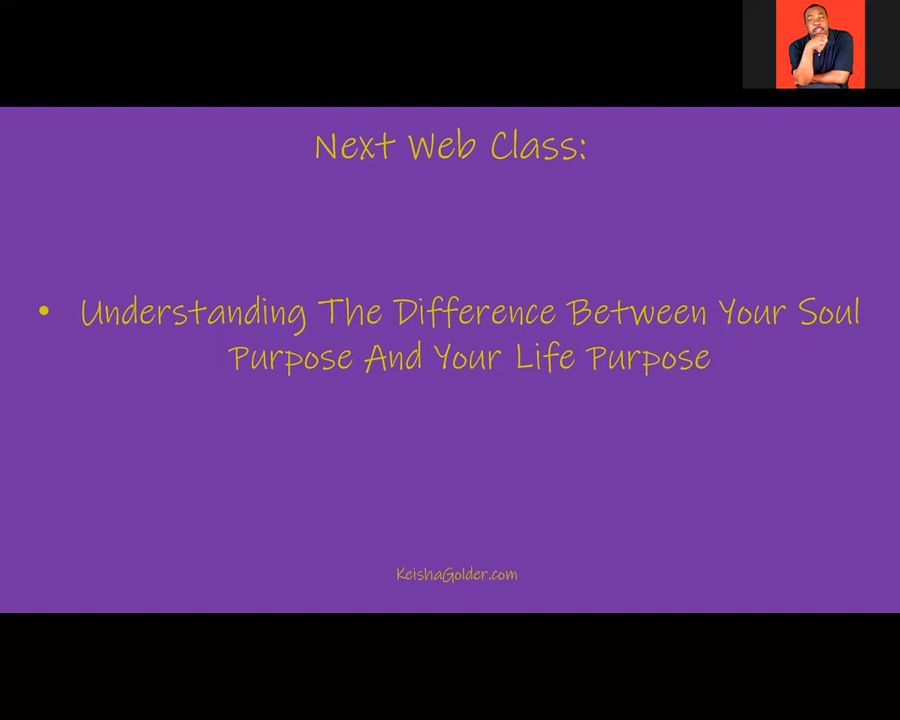 Next Web Class:
• Understanding The Difference Between Your Soul
Purpose And Your Life Purpose
KeishaGolder.com